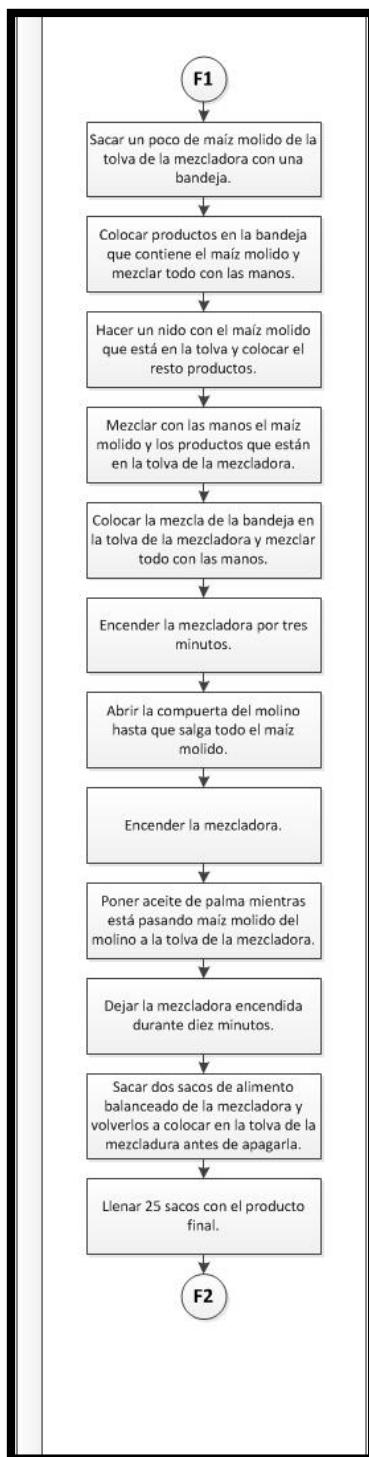 F1
Sacar un poco de maíz molido de la
tolva de la mezcladora con una
bandeja.
Colocar productos en la bandeja
que contiene el maíz molido y
mezclar todo con las manos.
Hacer un nido con el maíz molido
que está en la tolva y colocar el
resto productos.
Mezclar con las manos el maíz
molido y los productos que están
en la tolva de la mezcladora.
Colocar la mezcla de la bandeja en
la tolva de la mezcladora y mezclar
todo con las manos.
Encender la mezcladora por tres
minutos.
Abrir la compuerta del molino
hasta que salga todo el maíz
molido.
Encender la mezcladora.
Poner aceite de palma mientras
está pasando maíz molido del
molino a la tolva de la mezcladora.
Dejar la mezcladora encendida
durante diez minutos.
Sacar dos sacos de alimento
balanceado de la mezcladora y
volverlos a colocar en la tolva de la
mezcladura antes de apagarla.
Llenar 25 sacos con el producto
final.
F2